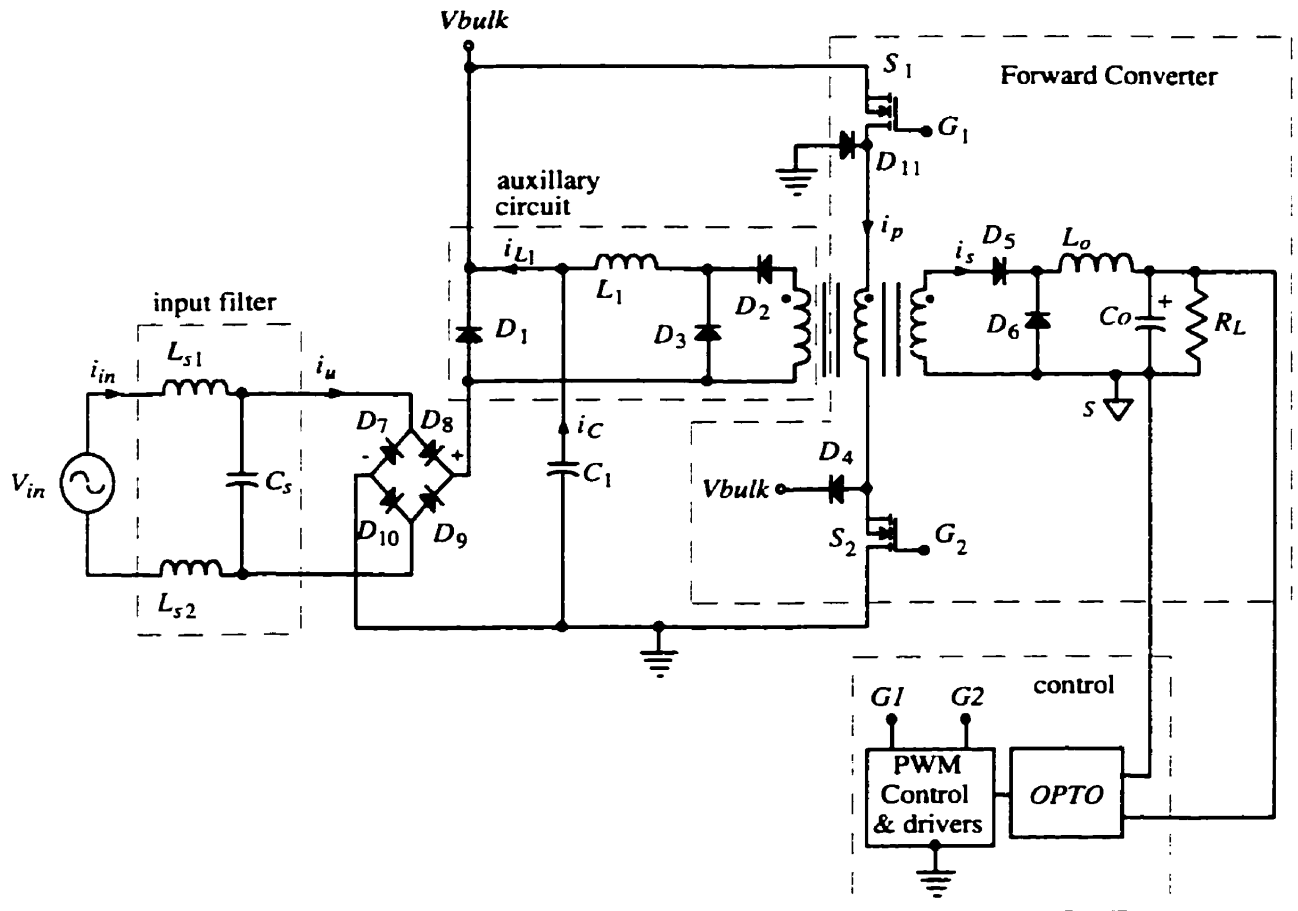 Vbulk
S1
Forward Converter
G1
D11
auxillary
circuit
iL1
ip
L1
D2
is
D5
Lo
input filter
D1
D3
D6
Co
+
RL
Ls1
iin
iu
S
D7
D8
-
+
iC
D4
Vin
Cs
C1
Vbulk
D10
D9
S2
G2
Ls2
control
G1
G2
PWM
Control
& drivers
OPTO